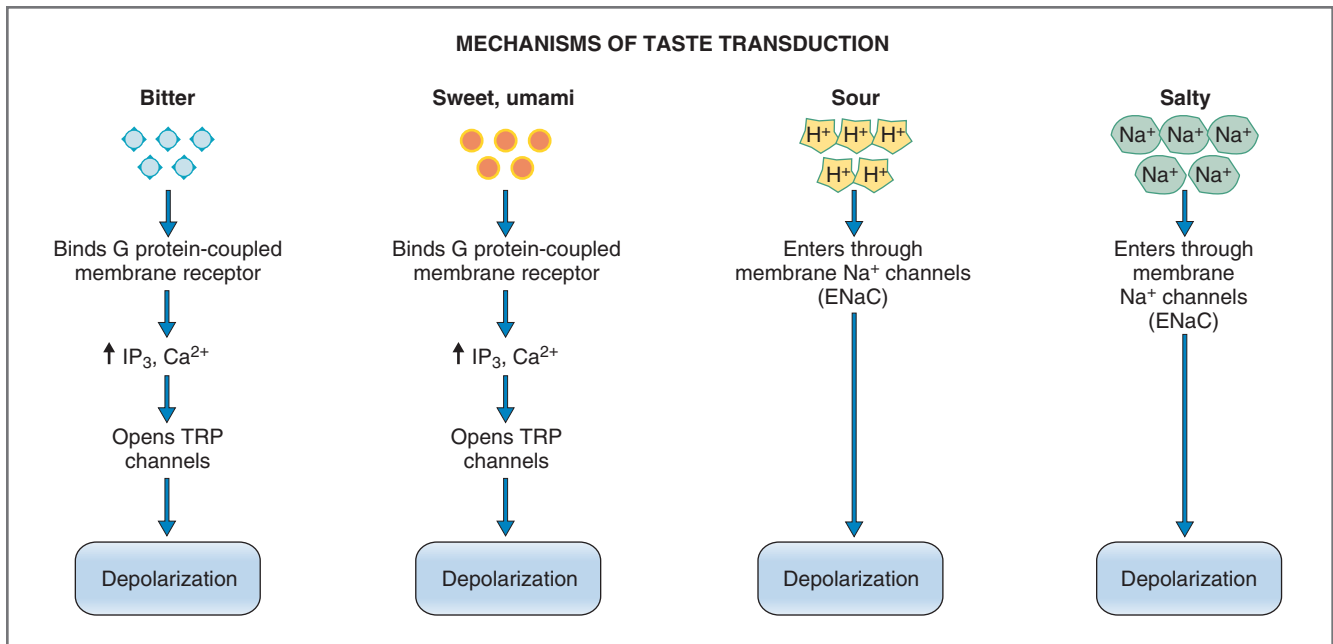 MECHANISMS OF TASTE TRANSDUCTION
Bitter
Binds G protein-coupled
membrane receptor
↑ IP₃, Ca²⁺
Opens TRP
channels
Depolarization
Sweet, umami
Binds G protein-coupled
membrane receptor
↑ IP₃, Ca²⁺
Opens TRP
channels
Depolarization
Sour
H⁺ H⁺ H⁺
H⁺ H⁺
Enters through
membrane Na⁺ channels
(ENaC)
Depolarization
Salty
Na⁺ Na⁺ Na⁺
Na⁺ Na⁺
Enters through
membrane
Na⁺ channels
(ENaC)
Depolarization